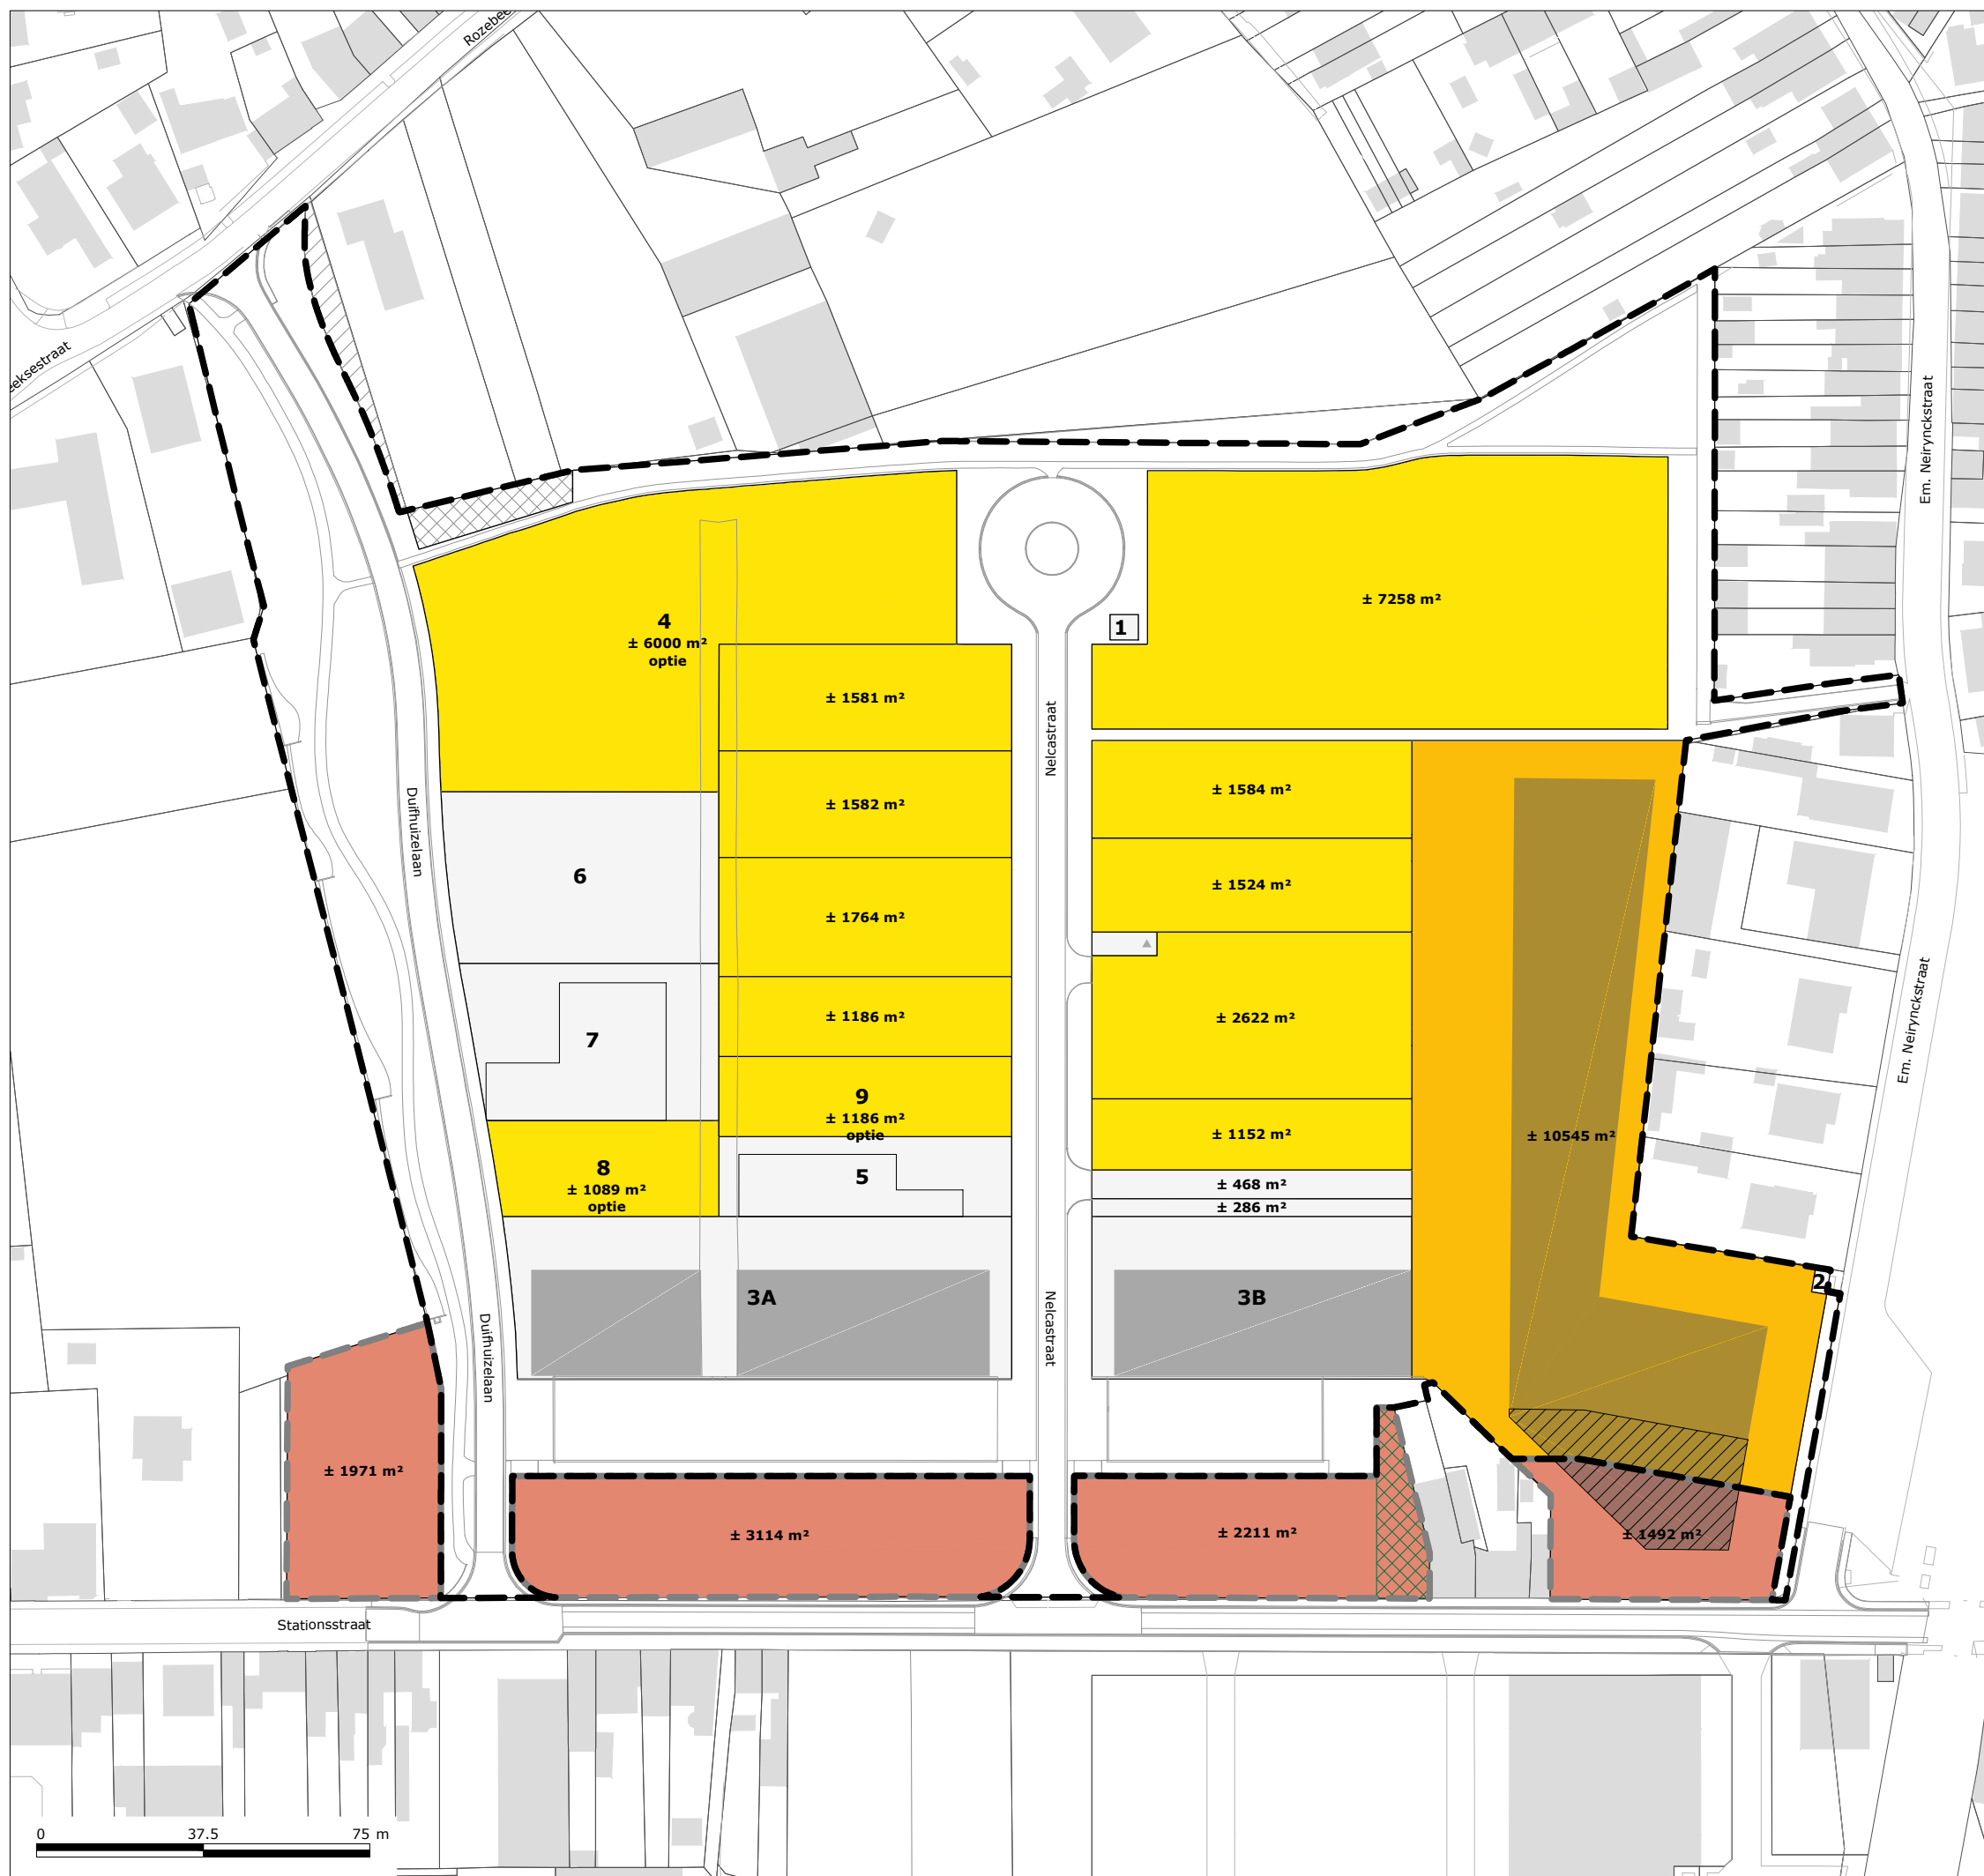 Rozebee
eeksestraat
Em. Neirynckstraat
± 7258 m²
4
± 6000 m²
optie
1
± 1581 m²
Nelcastraat
± 1584 m²
± 1582 m²
Duifhuizelaan
6
± 1524 m²
± 1764 m²
Em. Neirynckstraat
± 1186 m²
± 2622 m²
7
9
± 1186 m²
optie
± 1152 m²
± 10545 m²
8
± 1089 m²
optie
5
± 468 m²
± 286 m²
2
3A
3B
Nelcastraat
Duifhuizelaan
± 1971 m²
± 3114 m²
± 2211 m²
± 1492 m²
Stationsstraat
0 37.5 75 m